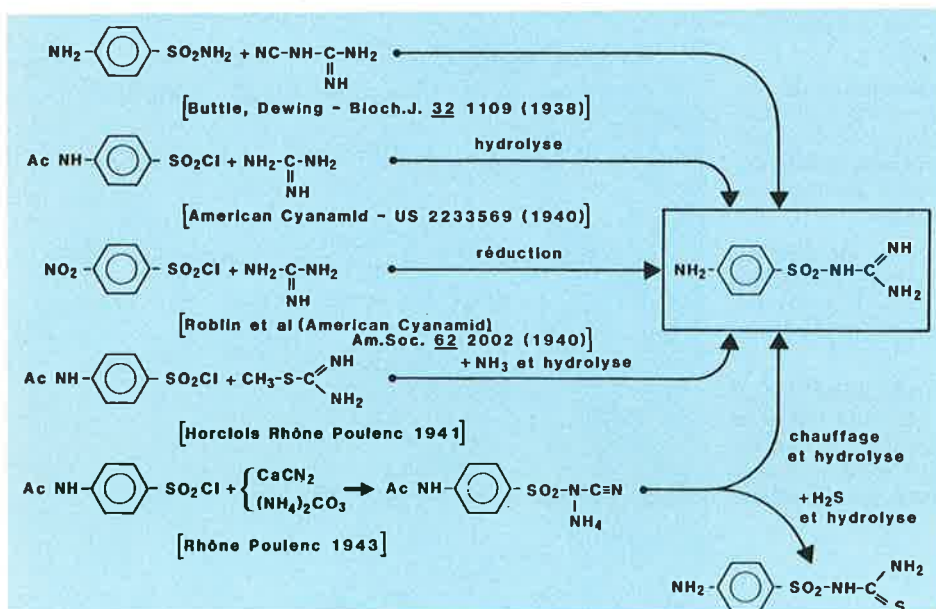 NH2 SO2NH2 + NC-NH-C-NH2
NH
[Buttle, Dewing - Bioch.J. 32 1109 (1938)]
Ac NH SO2Cl + NH2-C-NH2
NH
hydrolyse
[American Cyanamid - US 2233569 (1940)]
NO2 SO2Cl + NH2-C-NH2
NH
réduction
[Roblin et al (American Cyanamid)
Am.Soc. 62 2002 (1940)]
NH2 SO2-NH-C NH
NH2
Ac NH SO2Cl + CH3-S-C NH
NH2
+NH3 et hydrolyse
[Horclois Rhône Poulenc 1941]
Ac NH SO2Cl + { CaCN2
(NH4)2CO3
Ac NH SO2-N-C≡N
NH4
[Rhône Poulenc 1943]
chauffage
et hydrolyse
+H2S
et hydrolyse
NH2 SO2-NH-C NH2
S